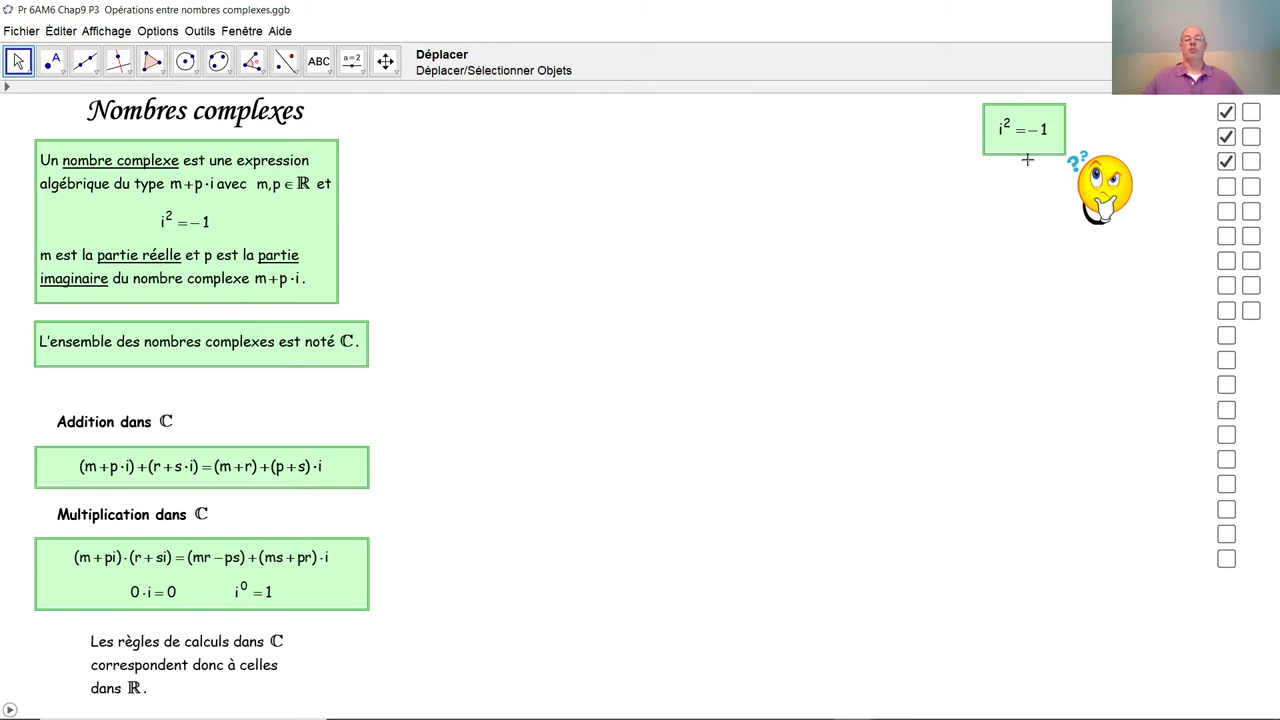 Pr 6AM6 Chap9 P3  Opérations entre nombres complexes.ggb
Fichier Éditer Affichage Options Outils Fenêtre Aide
A
ABC
a=2
Déplacer
Déplacer/Sélectionner Objets
Nombres complexes
Un nombre complexe est une expression
algébrique du type m+p·i avec m,p ∈ ℝ et
i² = −1
m est la partie réelle et p est la partie
imaginaire du nombre complexe m+p·i.
L'ensemble des nombres complexes est noté ℂ.
Addition dans ℂ
(m+p·i)+(r+s·i)=(m+r)+(p+s)·i
Multiplication dans ℂ
(m+pi)·(r+si)=(mr−ps)+(ms+pr)·i
0·i=0 i⁰=1
Les règles de calculs dans ℂ
correspondent donc à celles
dans ℝ.
i² = −1
??